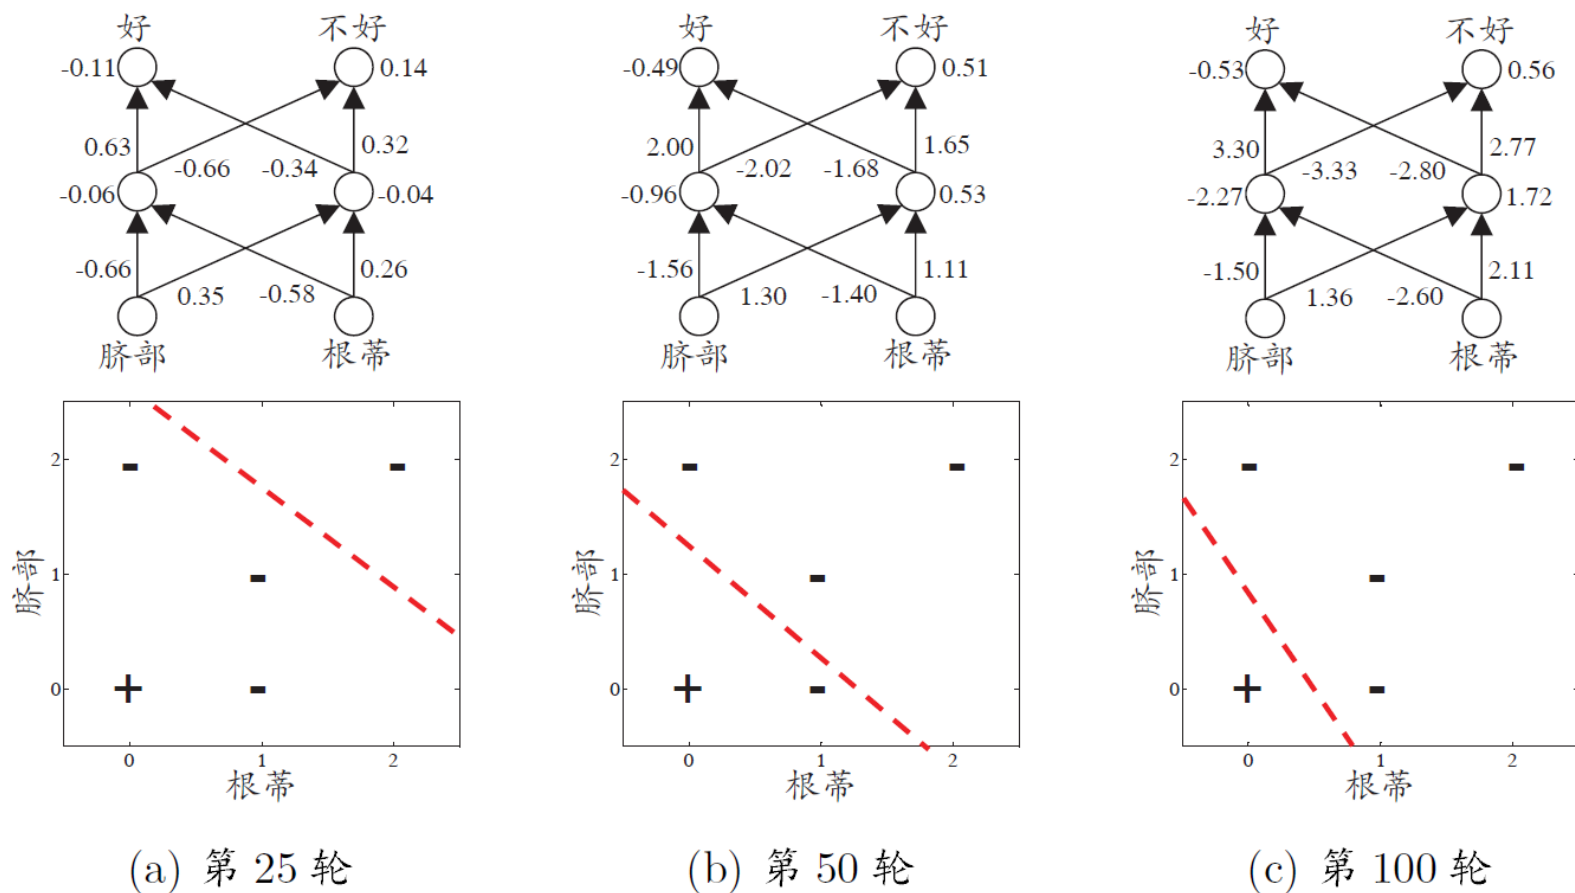 好 不好
-0.11 0.14
0.63 -0.66 -0.34 0.32
-0.06 -0.04
-0.66 0.35 -0.58 0.26
脐部 根蒂
2
1
0
脐部
0 1 2
根蒂
(a) 第 25 轮
好 不好
-0.49 0.51
2.00 -2.02 -1.68 1.65
-0.96 0.53
-1.56 1.30 -1.40 1.11
脐部 根蒂
2
1
0
脐部
0 1 2
根蒂
(b) 第 50 轮
好 不好
-0.53 0.56
3.30 -3.33 -2.80 2.77
-2.27 1.72
-1.50 1.36 -2.60 2.11
脐部 根蒂
2
1
0
脐部
0 1 2
根蒂
(c) 第 100 轮